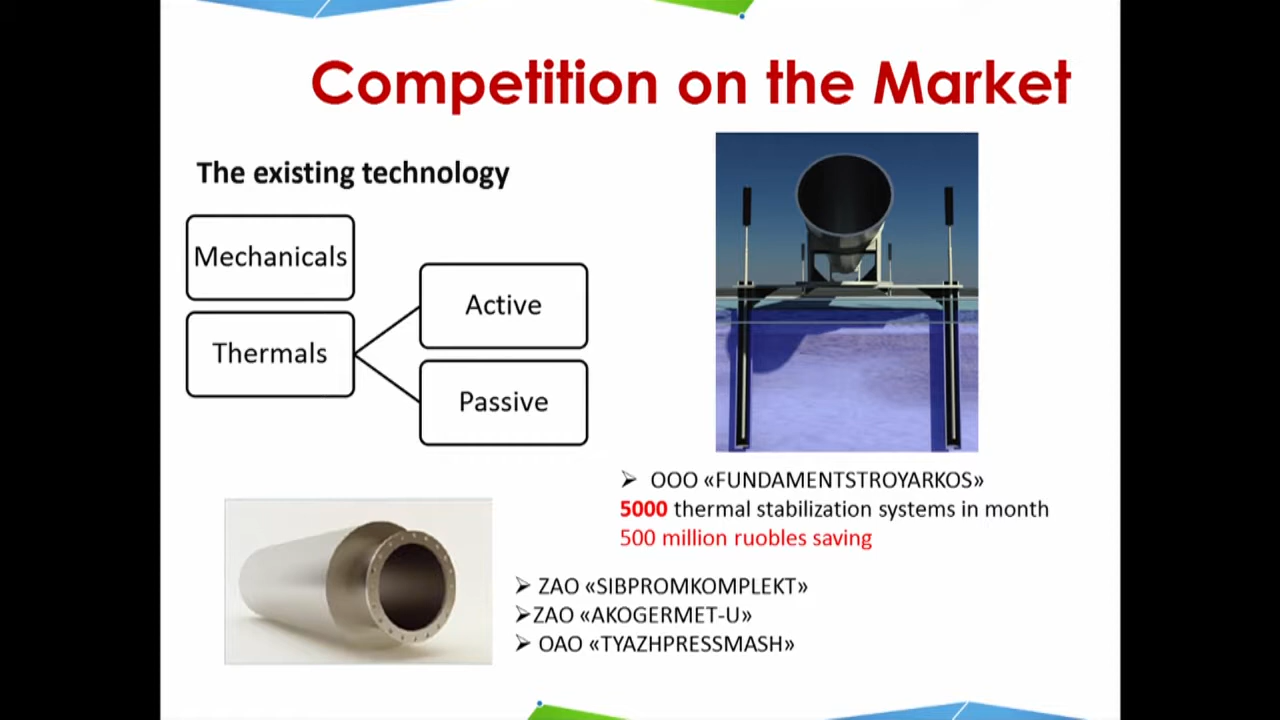 Competition on the Market
The existing technology
Mechanicals
Thermals
Active
Passive
➢ OOO «FUNDAMENTSTROYARKOS»
5000 thermal stabilization systems in month
500 million ruobles saving
➢ ZAO «SIBPROMKOMPLEKT»
➢ZAO «AKOGERMET-U»
➢ OAO «TYAZHPRESSMASH»